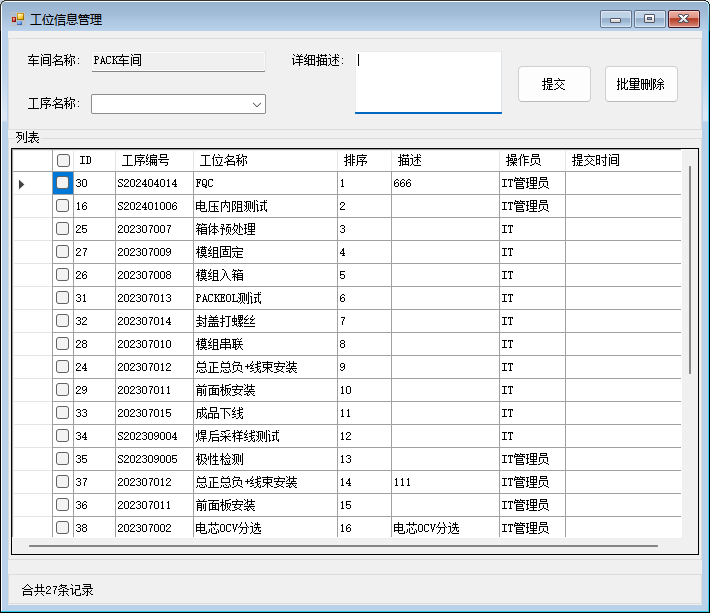 工位信息管理
车间名称: PACK车间 详细描述: 提交 批量删除
工序名称:
列表
ID 工序编号 工位名称 排序 描述 操作员 提交时间
30 S202404014 FQC 1 666 IT管理员
16 S202401006 电压内阻测试 2 IT管理员
25 202307007 箱体预处理 3 IT
27 202307009 模组固定 4 IT
26 202307008 模组入箱 5 IT
31 202307013 PACKEOL测试 6 IT
32 202307014 封盖打螺丝 7 IT
28 202307010 模组串联 8 IT
24 202307012 总正总负+线束安装 9 IT
29 202307011 前面板安装 10 IT
33 202307015 成品下线 11 IT
34 S202309004 焊后采样线测试 12 IT
35 S202309005 极性检测 13 IT管理员
37 202307012 总正总负+线束安装 14 111 IT管理员
36 202307011 前面板安装 15 IT管理员
38 202307002 电芯OCV分选 16 电芯OCV分选 IT管理员
合共27条记录